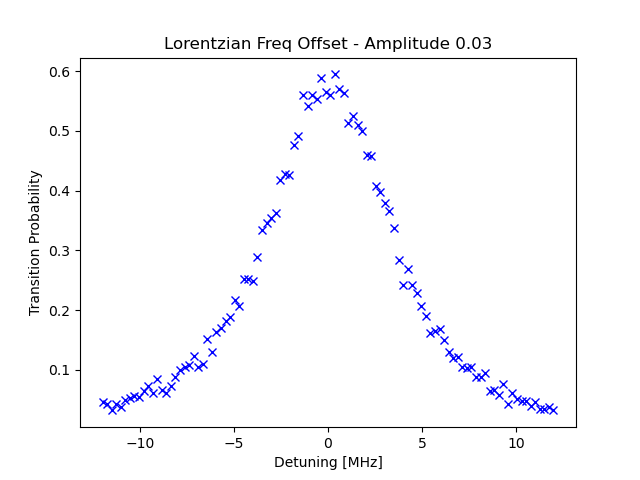 Lorentzian Freq Offset - Amplitude 0.03
0.6
0.5
0.4
0.3
0.2
0.1
Transition Probability
−10 −5 0 5 10
Detuning [MHz]